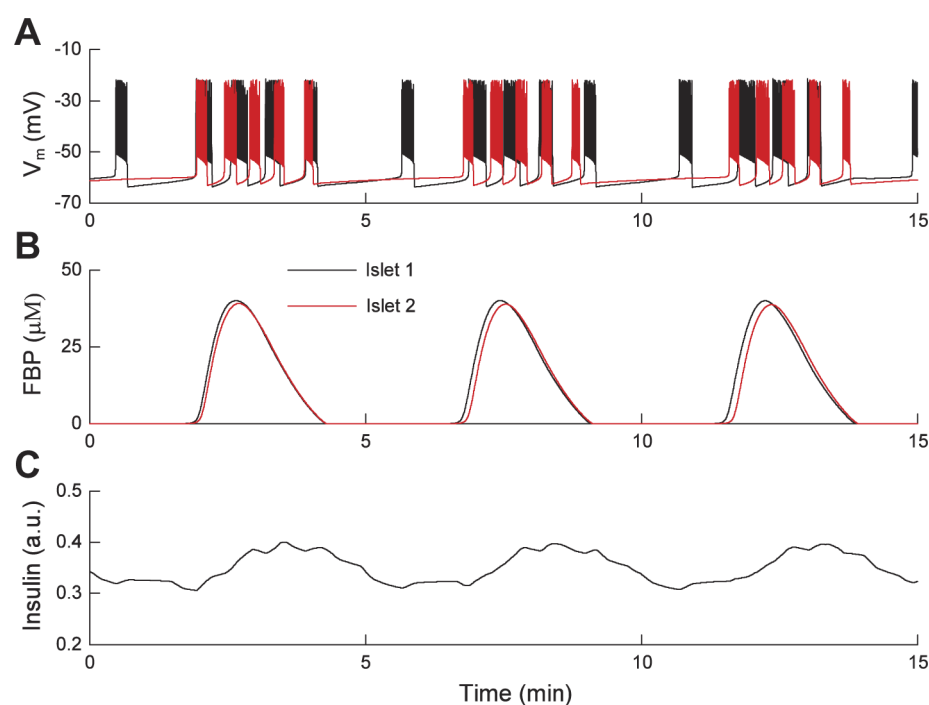 A
-10
-30
-50
-70
V_m (mV)
0 5 10 15
B
50
25
0
FBP (μM)
Islet 1
Islet 2
0 5 10 15
C
0.5
0.4
0.3
0.2
Insulin (a.u.)
0 5 10 15
Time (min)